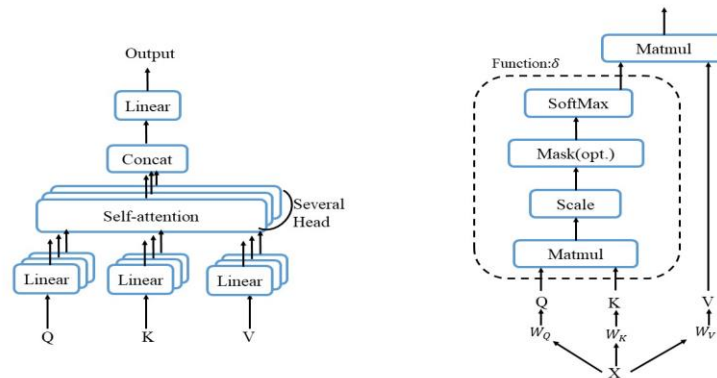 Output
Linear
Concat
Self-attention
Several
Head
Linear
Linear
Linear
Q
K
V
Matmul
Function:δ
SoftMax
Mask(opt.)
Scale
Matmul
Q
K
V
W_Q
W_K
W_V
X